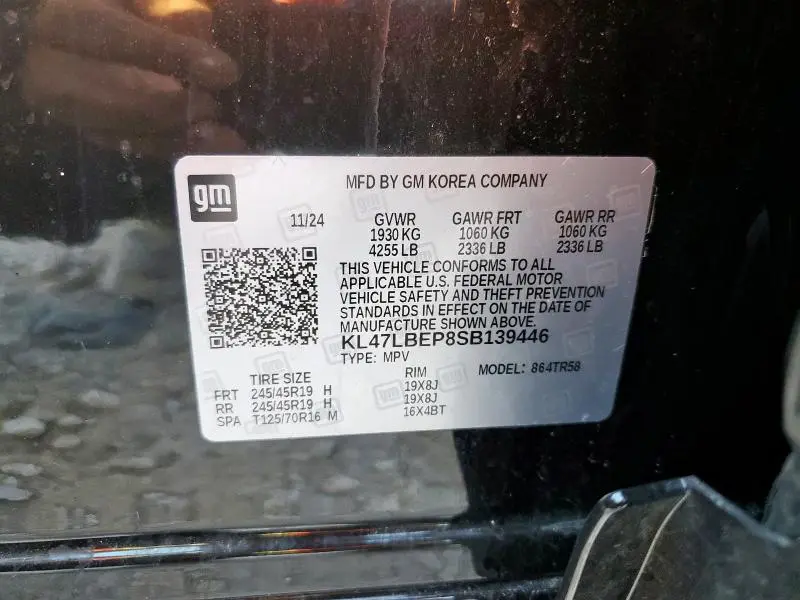 gm
MFD BY GM KOREA COMPANY
11/24 GVWR GAWR FRT GAWR RR
1930 KG 1060 KG 1060 KG
4255 LB 2336 LB 2336 LB
THIS VEHICLE CONFORMS TO ALL
APPLICABLE U.S. FEDERAL MOTOR
VEHICLE SAFETY AND THEFT PREVENTION
STANDARDS IN EFFECT ON THE DATE OF
MANUFACTURE SHOWN ABOVE.
KL47LBEP8SB139446
TYPE: MPV
TIRE SIZE RIM MODEL: 864TR58
FRT 245/45R19 H 19X8J
RR 245/45R19 H 19X8J
SPA T125/70R16 M 16X4BT